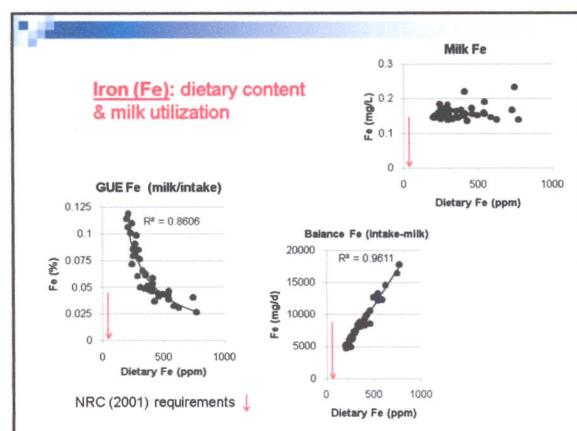 Milk Fe
Iron (Fe): dietary content
& milk utilization
Fe (mg/L)
0.3
0.2
0.1
0
0
500
1000
Dietary Fe (ppm)
GUE Fe (milk/intake)
R² = 0.8606
Fe (%)
0.125
0.1
0.075
0.05
0.025
0
0
500
1000
Dietary Fe (ppm)
Balance Fe (intake-milk)
R² = 0.9611
Fe (mg/d)
20000
15000
10000
5000
0
0
500
1000
Dietary Fe (ppm)
NRC (2001) requirements